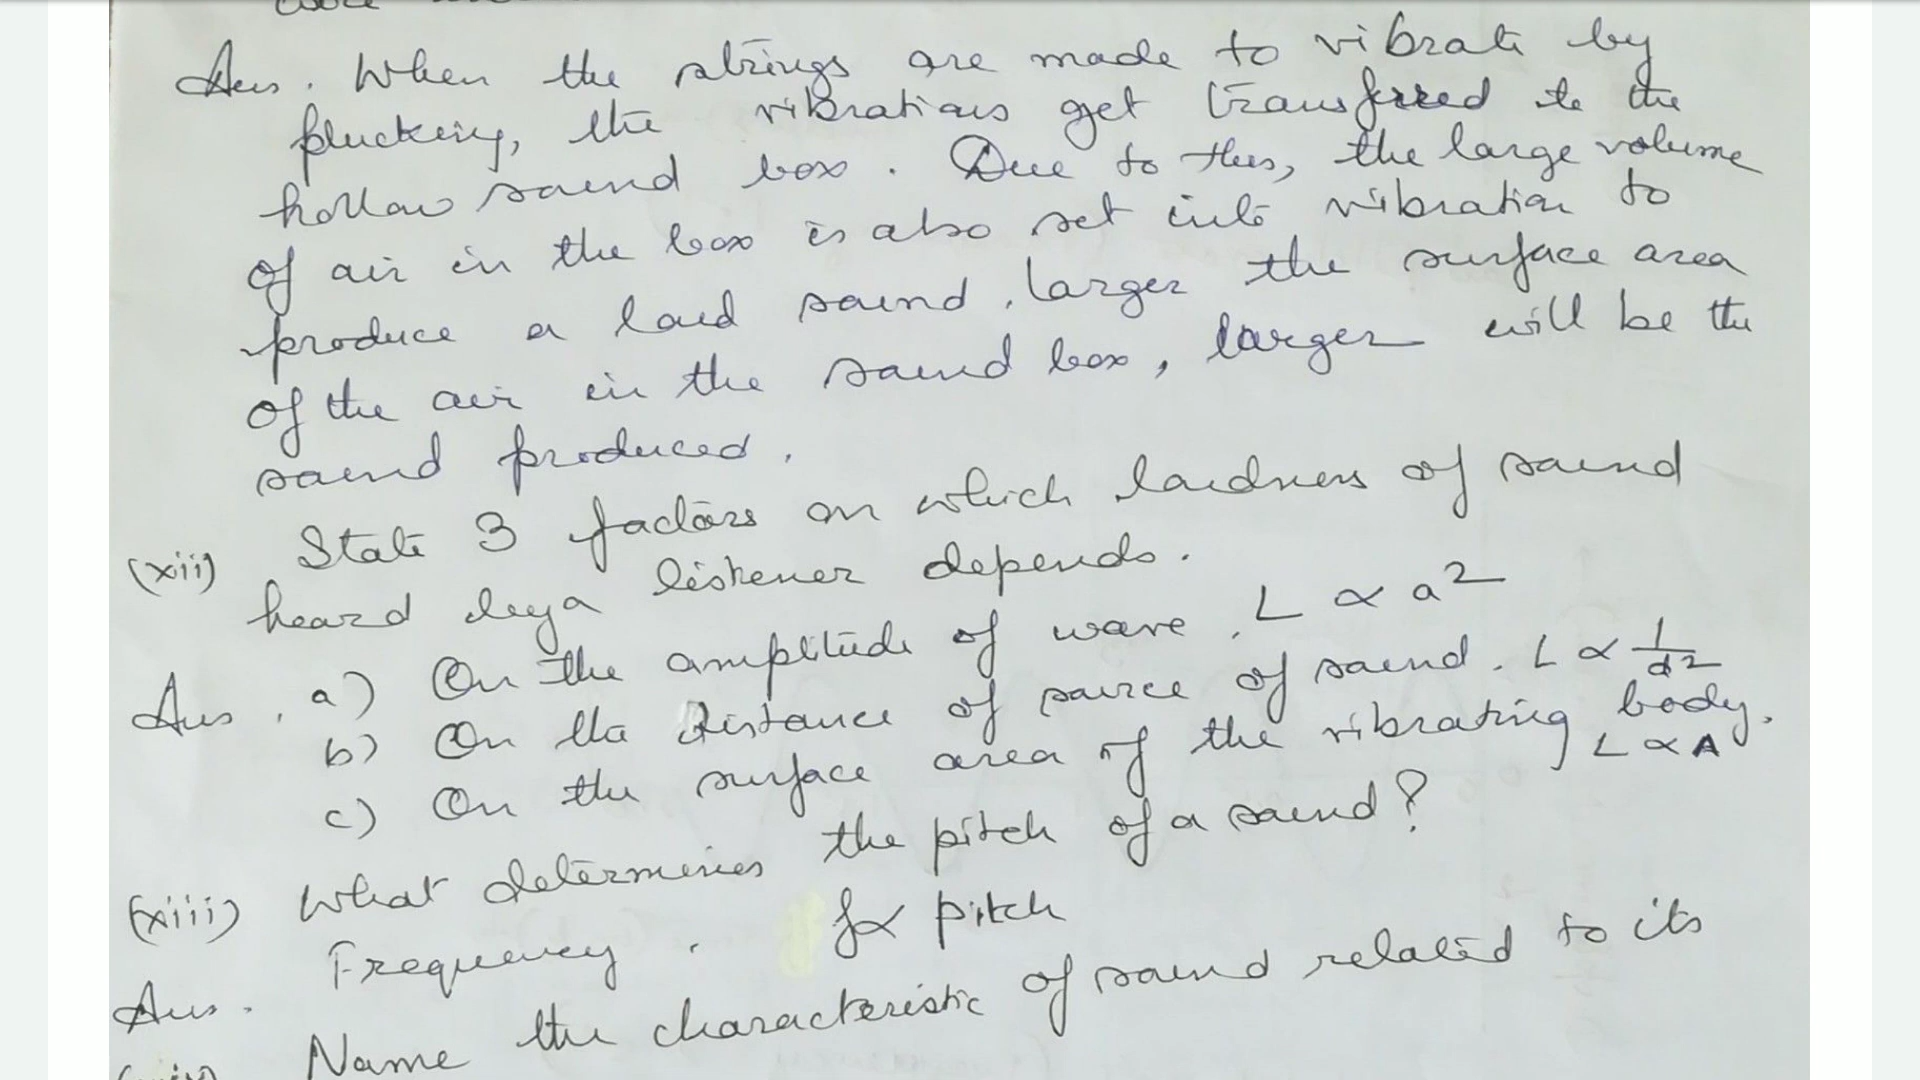 Ans. When the strings are made to vibrate by
plucking, the vibrations get transferred to the
hollow sound box. Due to this, the large volume
of air in the box is also set into vibration to
produce a loud sound. Larger the surface area
of the air in the sound box, larger will be the
sound produced.
(xii) State 3 factors on which loudness of sound
heard by a listener depends.
Ans. a) On the amplitude of wave. L ∝ a²
b) On the distance of source of sound. L ∝ 1/d²
c) On the surface area of the vibrating body. L ∝ A
(xiii) What determines the pitch of a sound?
Ans. Frequency. f ∝ pitch
Name the characteristic of sound related to its